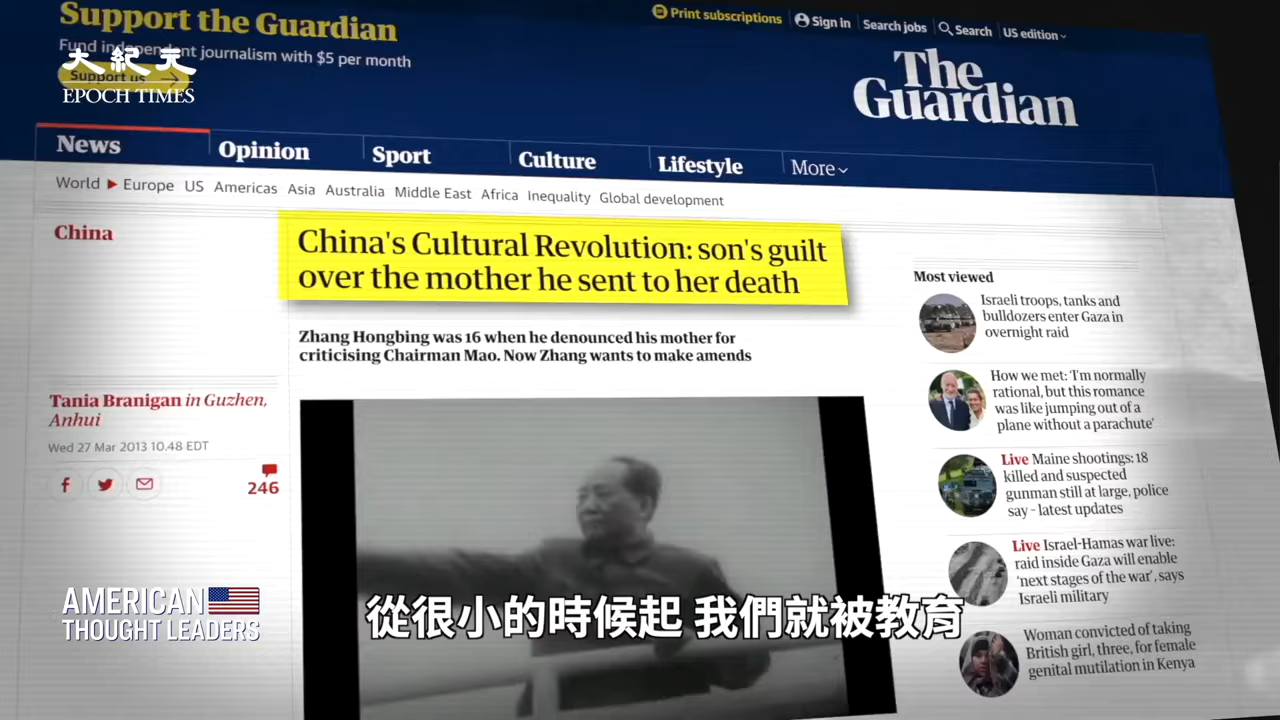 Support the Guardian
Fund independent journalism with $5 per month
Support us →
大紀元
EPOCH TIMES
Print subscriptions
Sign in
Search jobs
Search
US edition
The
Guardian
News
Opinion
Sport
Culture
Lifestyle
More
World
Europe
US
Americas
Asia
Australia
Middle East
Africa
Inequality
Global development
China
China's Cultural Revolution: son's guilt
over the mother he sent to her death
Zhang Hongbing was 16 when he denounced his mother for
criticising Chairman Mao. Now Zhang wants to make amends
Tania Branigan in Guzhen,
Anhui
Wed 27 Mar 2013 10.48 EDT
246
Most viewed
Israeli troops, tanks and
bulldozers enter Gaza in
overnight raid
How we met: 'I'm normally
rational, but this romance
was like jumping out of a
plane without a parachute'
Live Maine shootings: 18
killed and suspected
gunman still at large, police
say – latest updates
Live Israel-Hamas war live:
raid inside Gaza will enable
'next stages of the war', says
Israeli military
Woman convicted of taking
British girl, three, for female
genital mutilation in Kenya
AMERICAN
THOUGHT LEADERS
從很小的時候起 我們就被教育